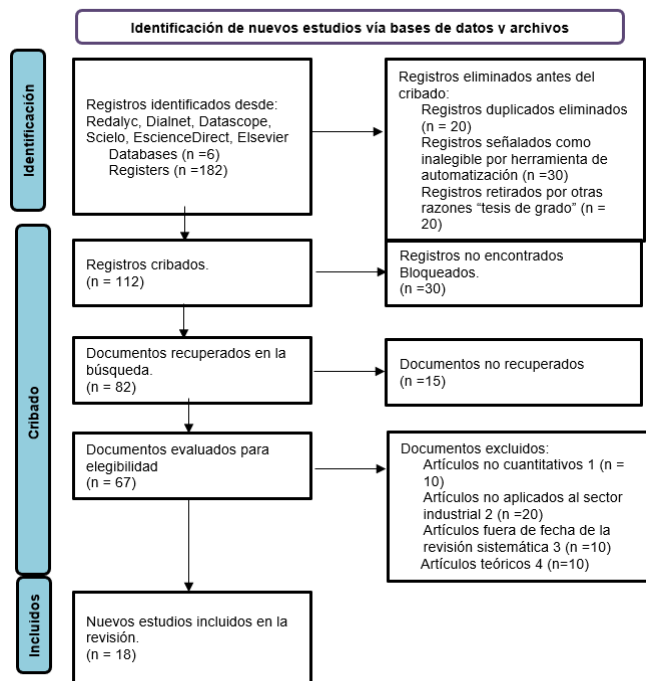 Identificación de nuevos estudios vía bases de datos y archivos
Identificación
Registros identificados desde:
Redalyc, Dialnet, Datascope,
Scielo, EscienceDirect, Elsevier
Databases (n =6)
Registers (n =182)
Registros eliminados antes del
cribado:
Registros duplicados eliminados
(n = 20)
Registros señalados como
inalegible por herramienta de
automatización (n =30)
Registros retirados por otras
razones “tesis de grado” (n =
20)
Cribado
Registros cribados.
(n = 112)
Registros no encontrados
Bloqueados.
(n =30)
Documentos recuperados en la
búsqueda.
(n = 82)
Documentos no recuperados
(n =15)
Documentos evaluados para
elegibilidad
(n = 67)
Documentos excluidos:
Artículos no cuantitativos 1 (n =
10)
Artículos no aplicados al sector
industrial 2 (n =20)
Artículos fuera de fecha de la
revisión sistemática 3 (n =10)
Artículos teóricos 4 (n=10)
Incluidos
Nuevos estudios incluidos en la
revisión.
(n = 18)